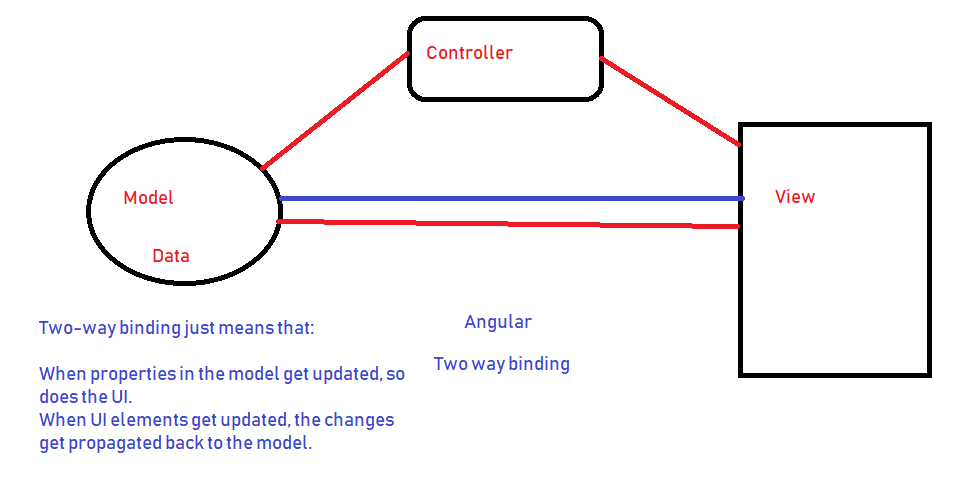 Controller
Model
View
Data
Two-way binding just means that:
Angular
Two way binding
When properties in the model get updated, so
does the UI.
When UI elements get updated, the changes
get propagated back to the model.